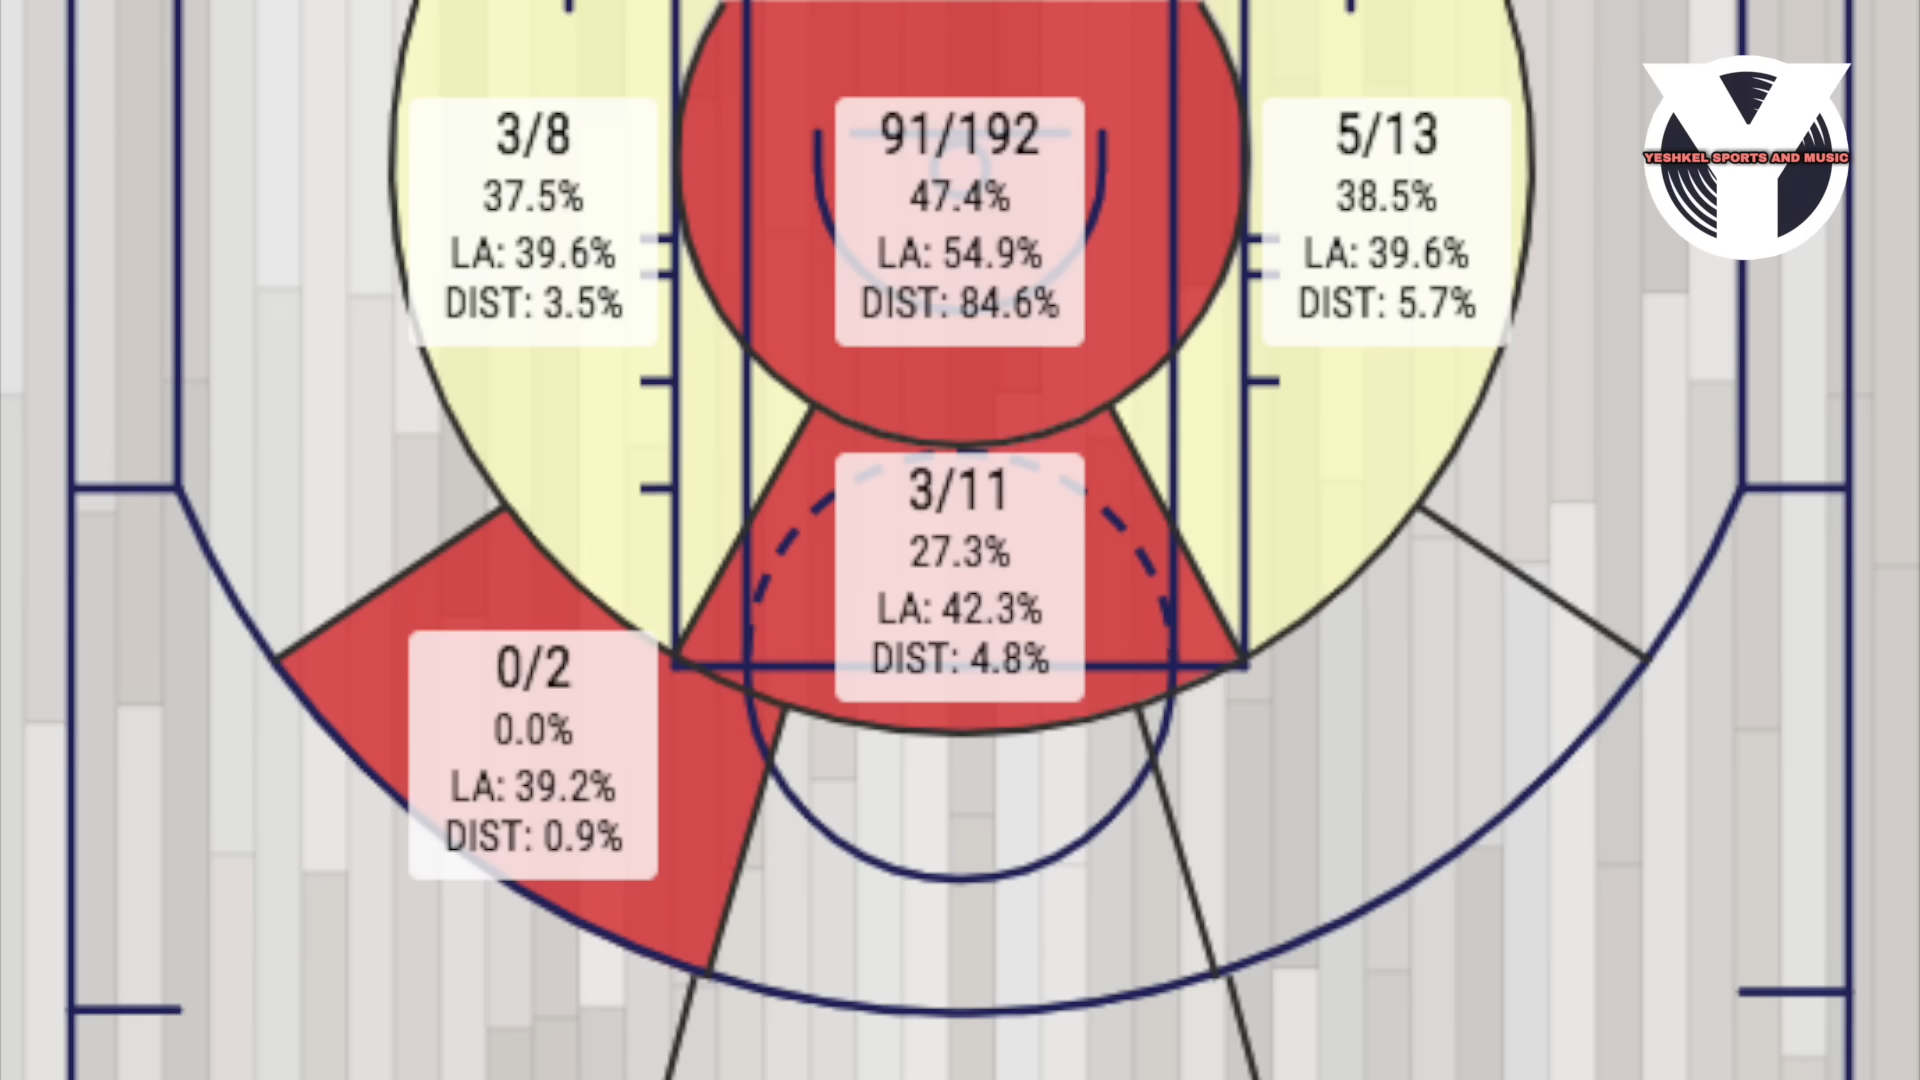 3/8
37.5%
LA: 39.6%
DIST: 3.5%
91/192
47.4%
LA: 54.9%
DIST: 84.6%
5/13
38.5%
LA: 39.6%
DIST: 5.7%
YESHKEL SPORTS AND MUSIC
3/11
27.3%
LA: 42.3%
DIST: 4.8%
0/2
0.0%
LA: 39.2%
DIST: 0.9%